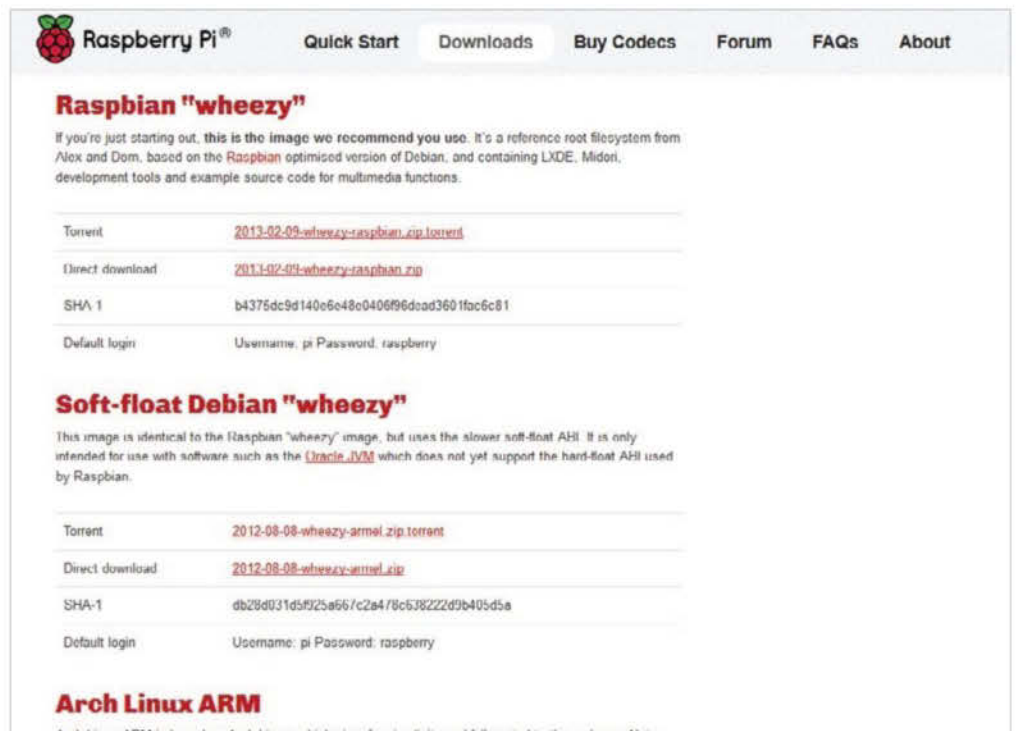 Raspberry Pi®
Quick Start
Downloads
Buy Codecs
Forum
FAQs
About
Raspbian "wheezy"
If you're just starting out, this is the image we recommend you use. It's a reference root filesystem from
Alex and Dom, based on the Raspbian optimised version of Debian, and containing LXDE, Midori,
development tools and example source code for multimedia functions.
Torrent 2013-02-09-wheezy-raspbian.zip.torrent
Direct download 2013-02-09-wheezy-raspbian.zip
SHA-1 b4375dc9d140e6e48e0406f96dead3601fac6c81
Default login Username: pi Password: raspberry
Soft-float Debian "wheezy"
This image is identical to the Raspbian "wheezy" image, but uses the slower soft-float ABI. It is only
intended for use with software such as the Oracle JVM which does not yet support the hard-float ABI used
by Raspbian.
Torrent 2012-08-08-wheezy-armel.zip.torrent
Direct download 2012-08-08-wheezy-armel.zip
SHA-1 db28d031d5f925a667c2a478c638222d9b405d5a
Default login Username: pi Password: raspberry
Arch Linux ARM